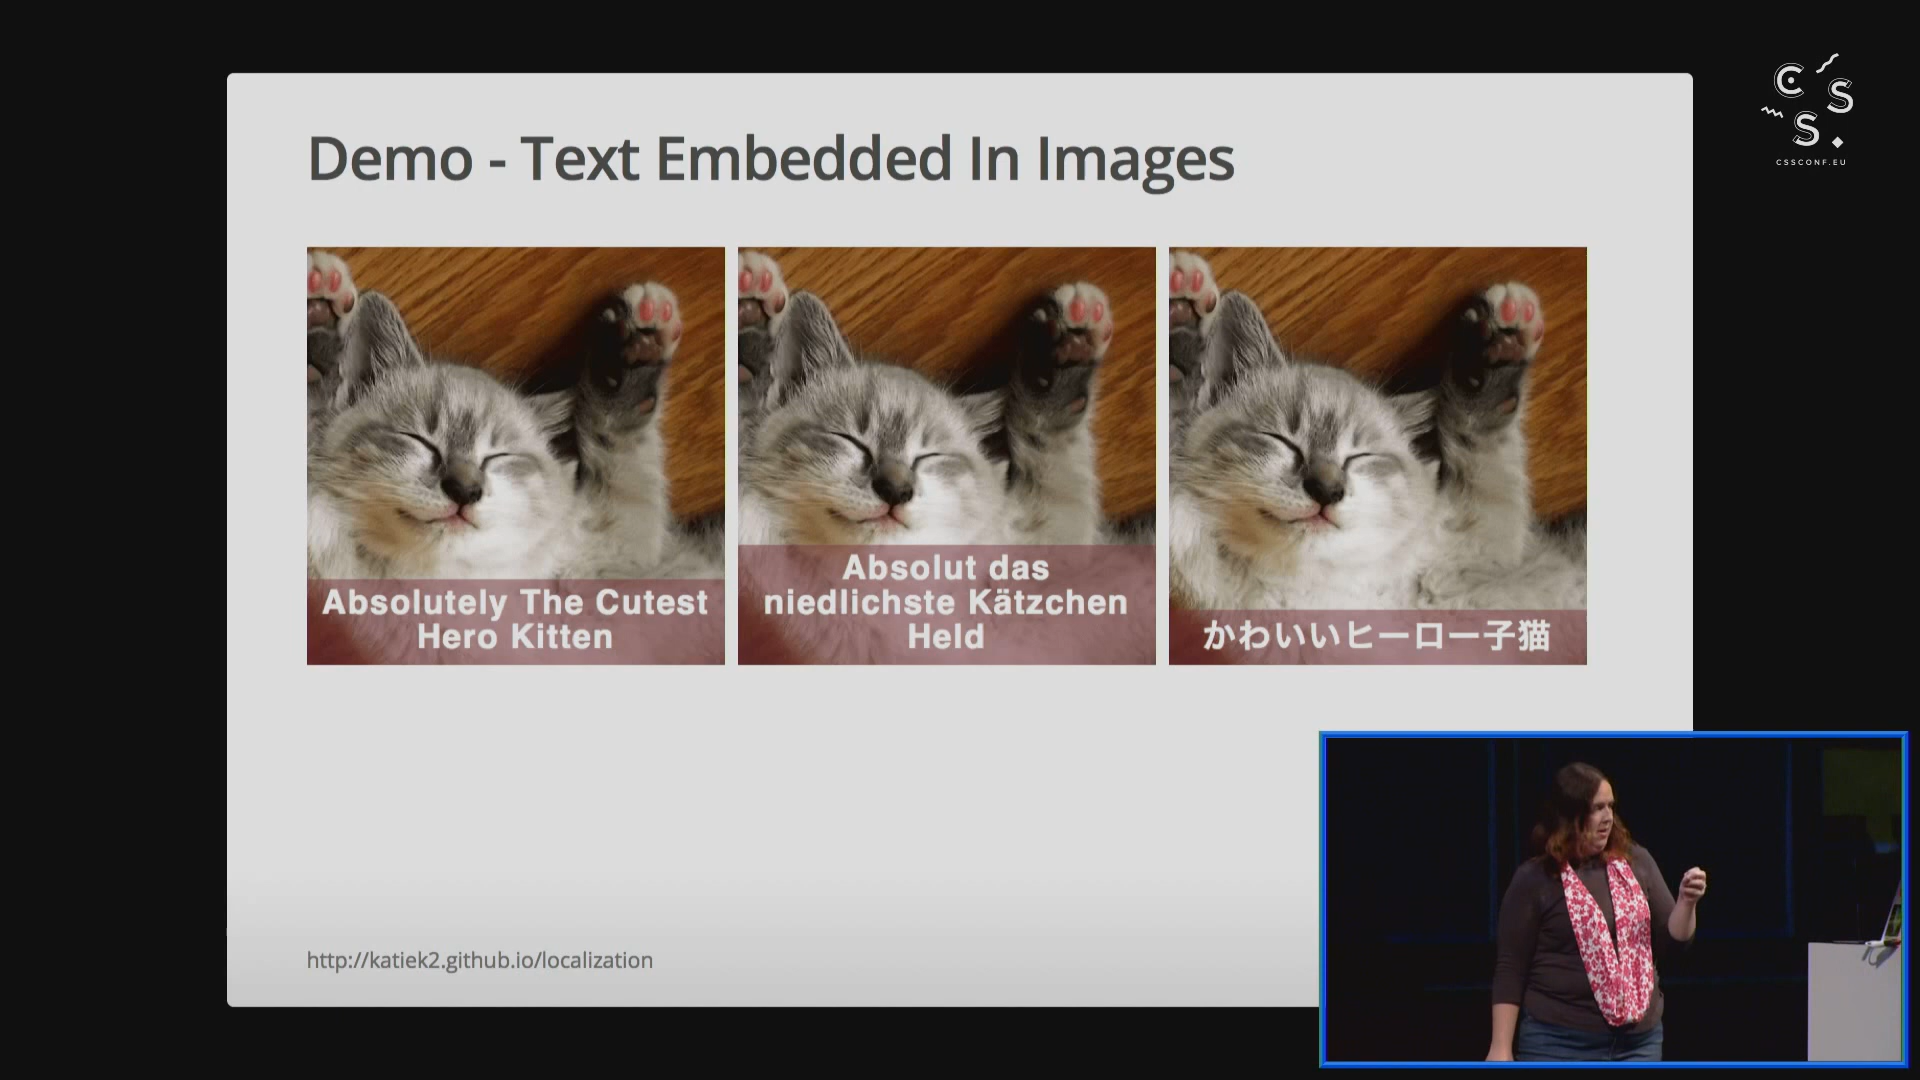 Demo - Text Embedded In Images
Absolutely The Cutest
Hero Kitten
Absolut das
niedlichste Kätzchen
Held
かわいいヒーロー子猫
http://katiek2.github.io/localization
CSS.
CSSCONF.EU